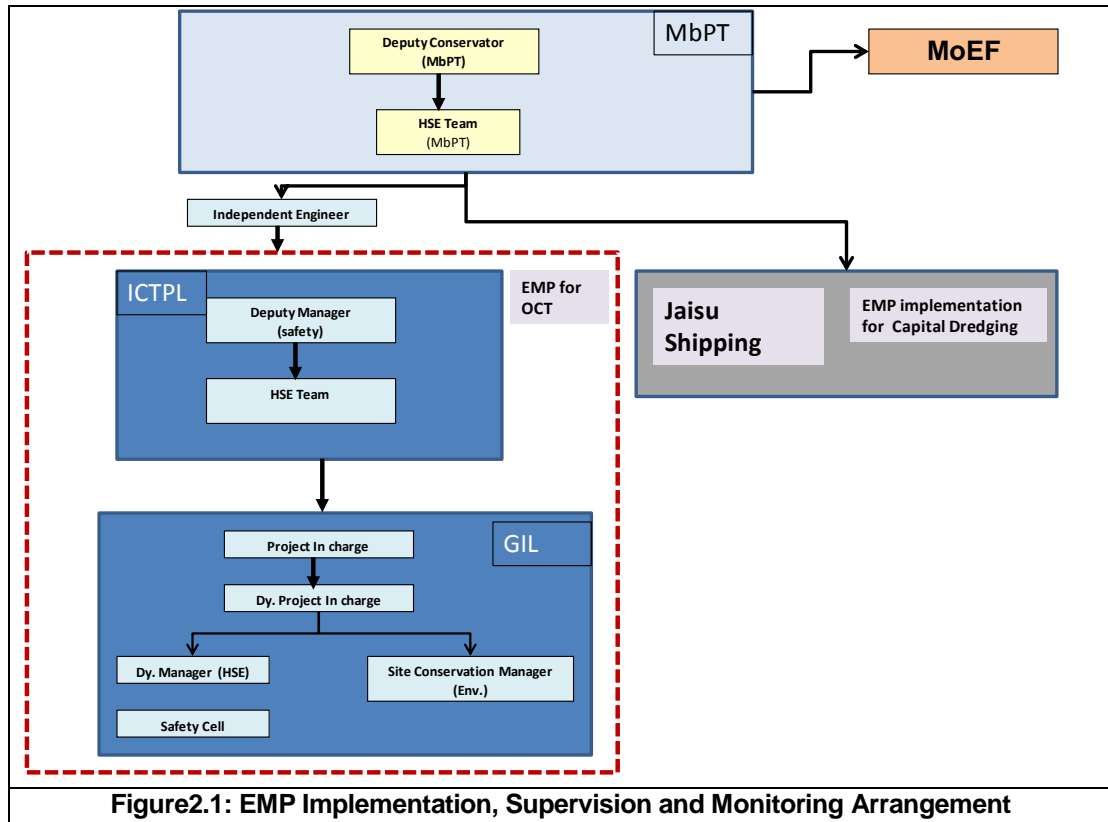 MbPT
Deputy Conservator
(MbPT)
HSE Team
(MbPT)
MoEF
Independent Engineer
ICTPL
Deputy Manager
(safety)
HSE Team
EMP for
OCT
Jaisu
Shipping
EMP implementation
for Capital Dredging
GIL
Project In charge
Dy. Project In charge
Dy. Manager (HSE)
Site Conservation Manager
(Env.)
Safety Cell
Figure2.1: EMP Implementation, Supervision and Monitoring Arrangement